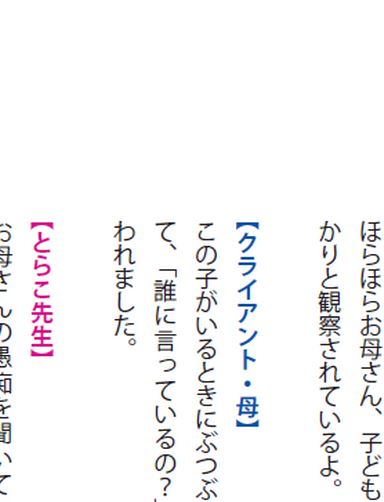 ほらほらお母さん、子ども
かりと観察されているよ。
【クライアント・母】
この子がいるときにぶつぶ
て、「誰に言っているの？
われました。
【とらこ先生】
お母さんの愚痴を聞いて